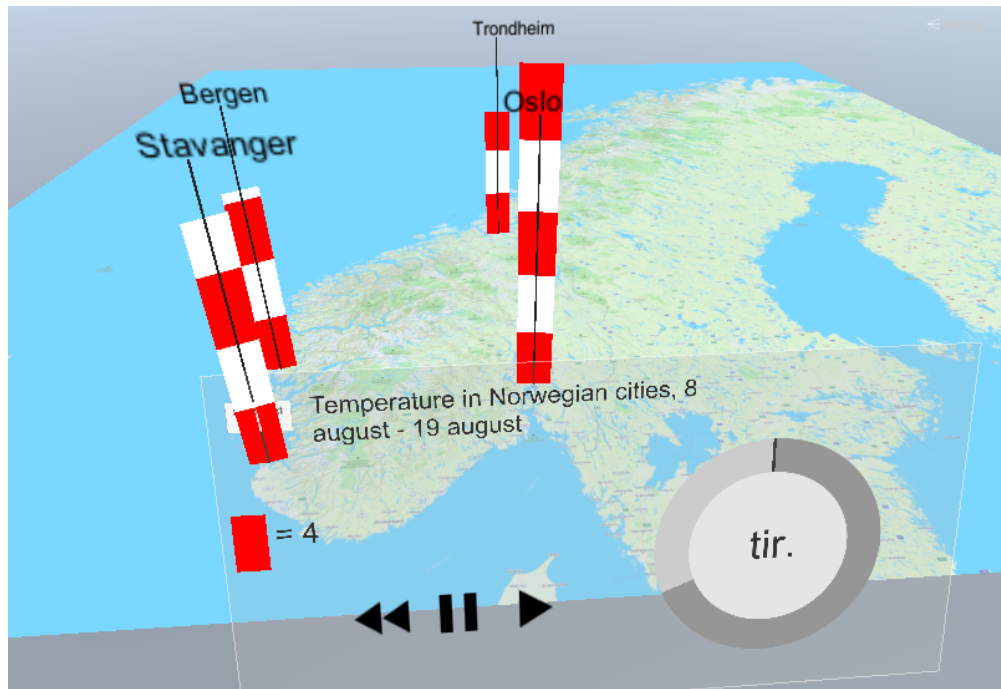 Trondheim
Bergen
Oslo
Stavanger
Temperature in Norwegian cities, 8
august - 19 august
= 4
tir.